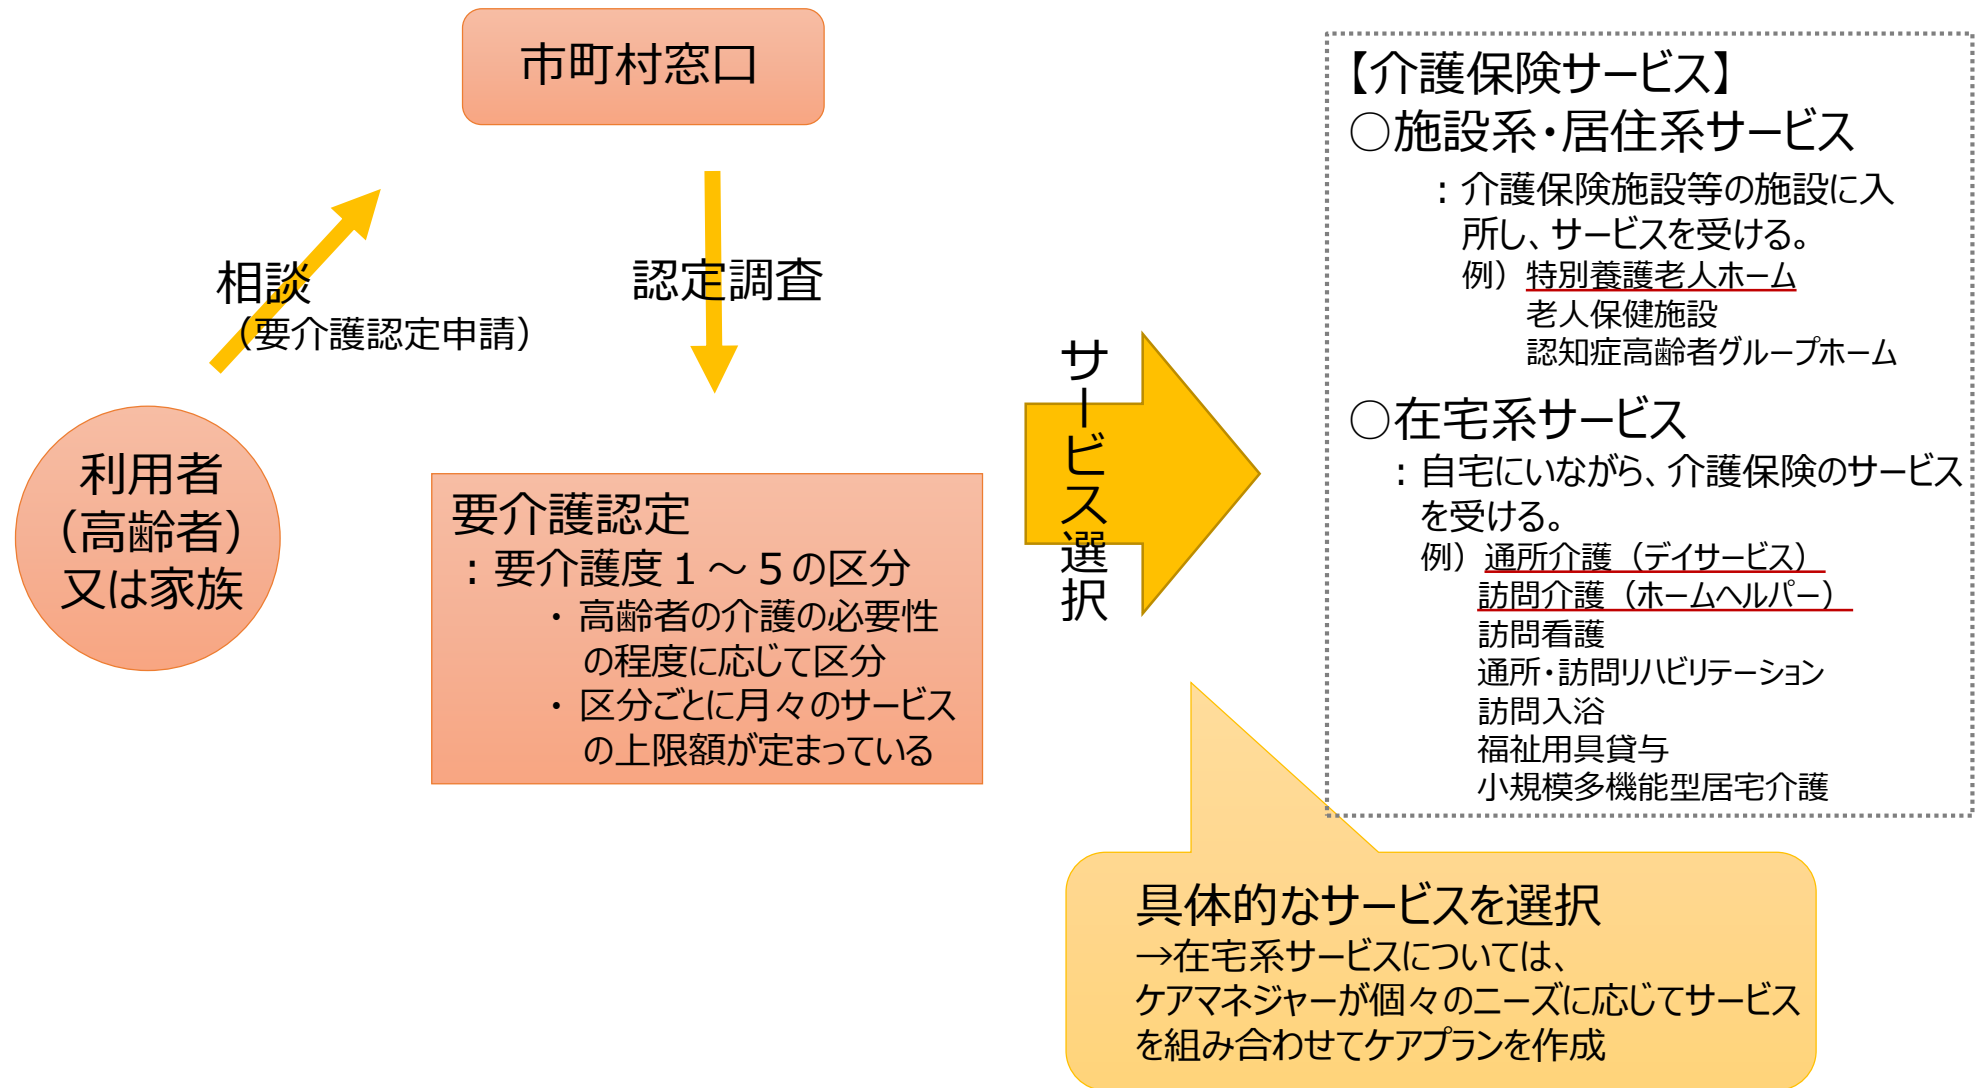 市町村窓口
相談
（要介護認定申請）
認定調査
利用者
（高齢者）
又は家族
要介護認定
：要介護度１～５の区分
・高齢者の介護の必要性
の程度に応じて区分
・区分ごとに月々のサービス
の上限額が定まっている
サービス選択
【介護保険サービス】
○施設系・居住系サービス
：介護保険施設等の施設に入
所し、サービスを受ける。
例）特別養護老人ホーム
老人保健施設
認知症高齢者グループホーム
○在宅系サービス
：自宅にいながら、介護保険のサービス
を受ける。
例）通所介護（デイサービス）
訪問介護（ホームヘルパー）
訪問看護
通所・訪問リハビリテーション
訪問入浴
福祉用具貸与
小規模多機能型居宅介護
具体的なサービスを選択
→在宅系サービスについては、
ケアマネジャーが個々のニーズに応じてサービス
を組み合わせてケアプランを作成